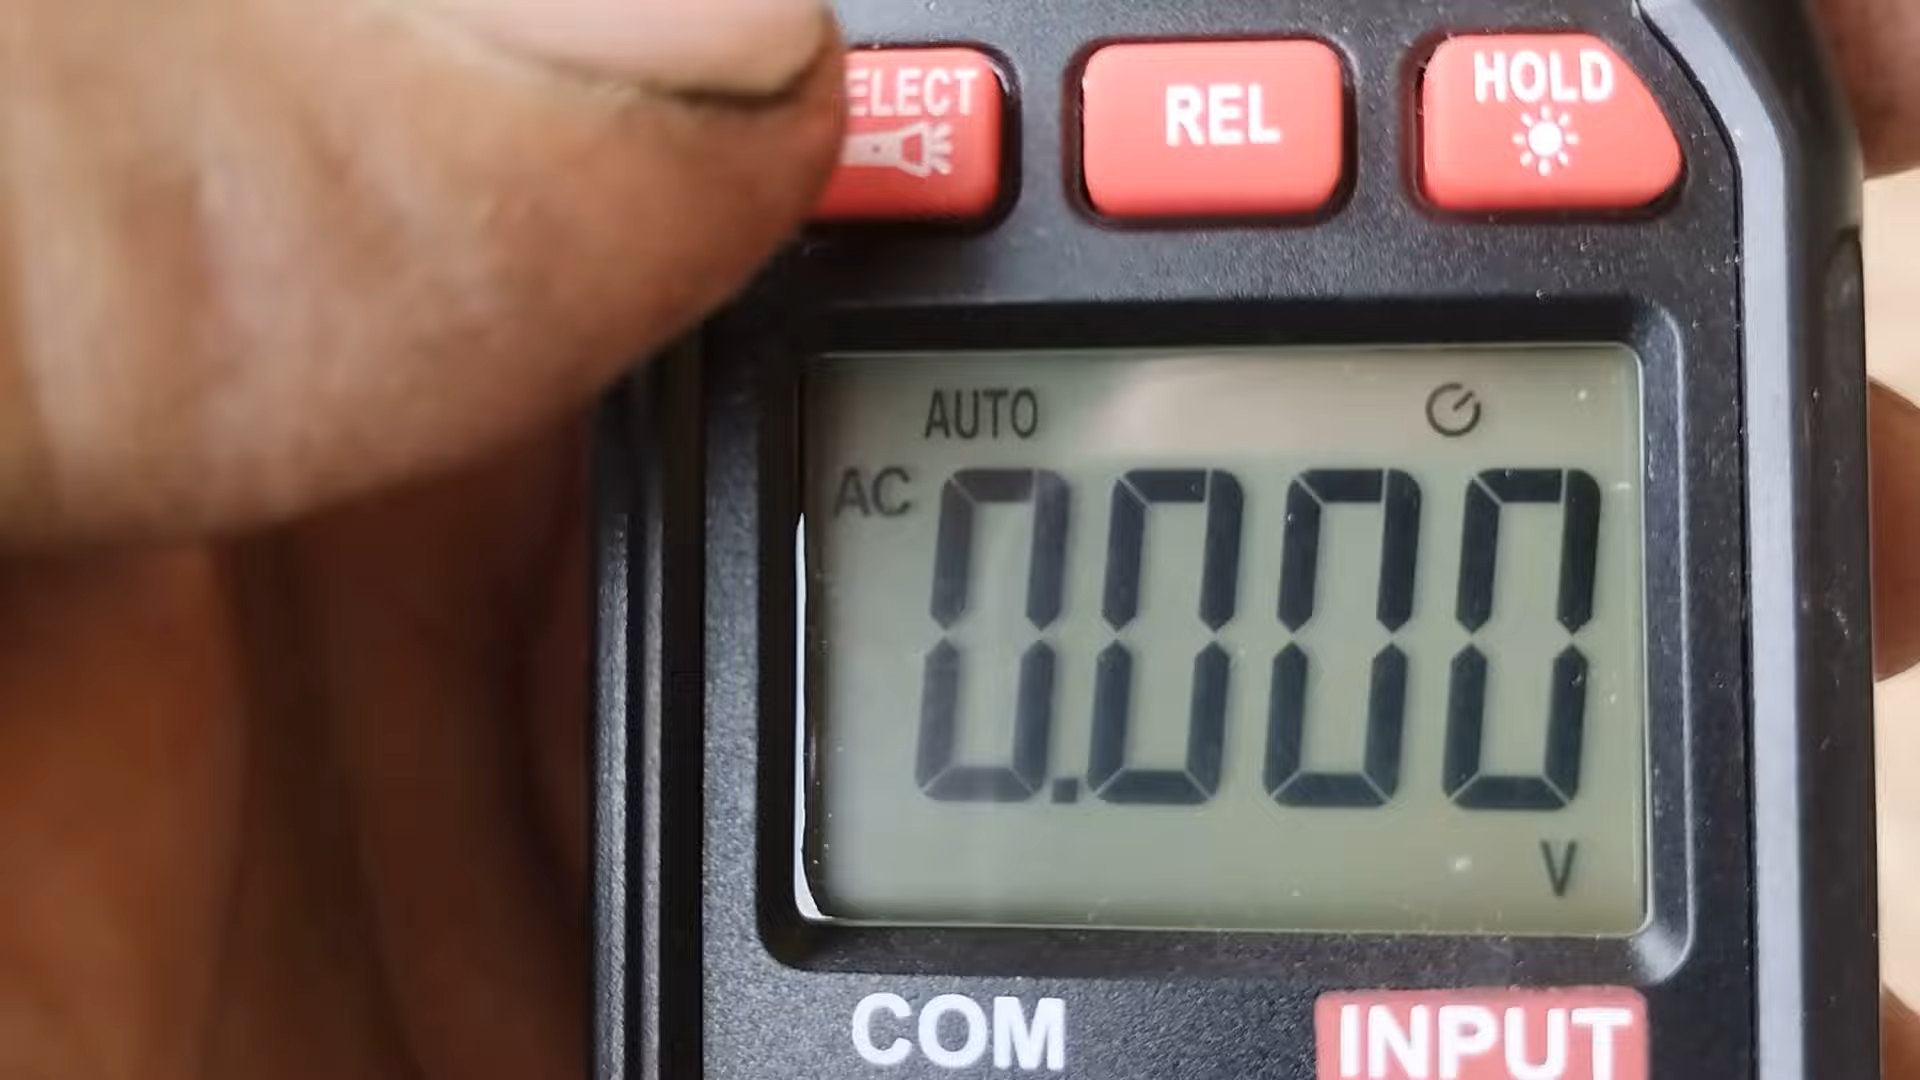 ELECT
REL
HOLD
AUTO
AC
0.000
V
COM
INPUT